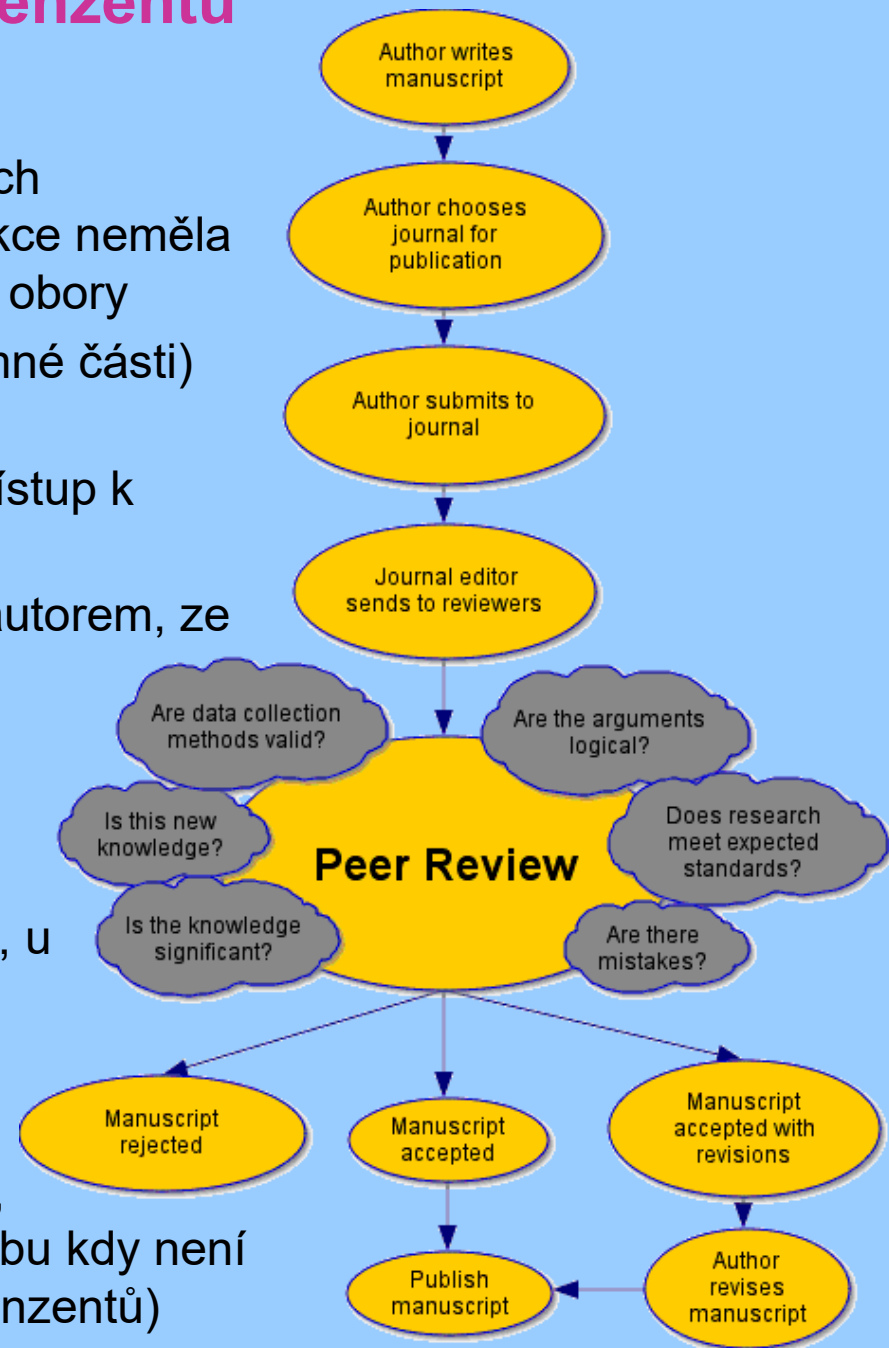 enzentů
ch
kce neměla
obory
nné části)
ístup k
autorem, ze
, u
,
bu kdy není
nzentů)
Author writes
manuscript
Author chooses
journal for
publication
Author submits to
journal
Journal editor
sends to reviewers
Are data collection
methods valid?
Are the arguments
logical?
Is this new
knowledge?
Does research
meet expected
standards?
Peer Review
Is the knowledge
significant?
Are there
mistakes?
Manuscript
rejected
Manuscript
accepted
Manuscript
accepted with
revisions
Publish
manuscript
Author
revises
manuscript